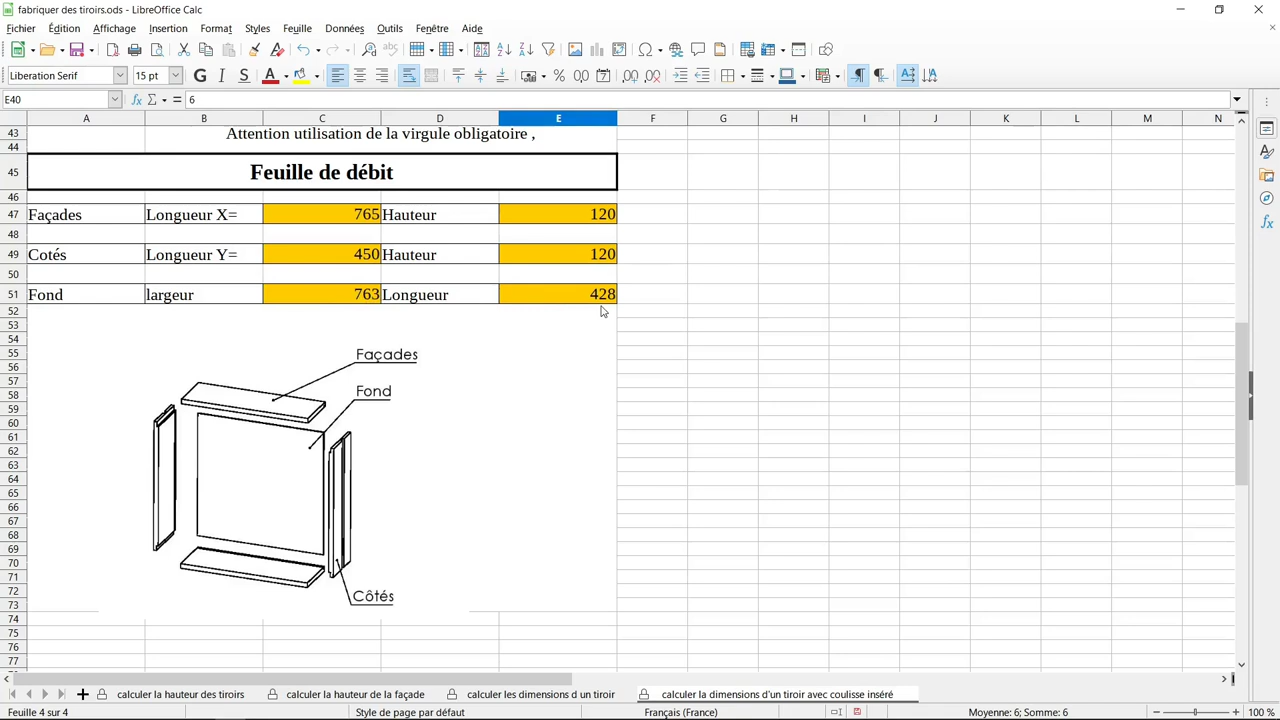 fabriquer des tiroirs.ods - LibreOffice Calc
Fichier Édition Affichage Insertion Format Styles Feuille Données Outils Fenêtre Aide
Liberation Serif 15 pt G I S A
E40 6
A B C D E F G H I J K L M N
43 Attention utilisation de la virgule obligatoire ,
44
45 Feuille de débit
46
47 Façades Longueur X= 765 Hauteur 120
48
49 Cotés Longueur Y= 450 Hauteur 120
50
51 Fond largeur 763 Longueur 428
52
53
54
55 Façades
56
57
58 Fond
59
60
61
62
63
64
65
66
67
68
69
70
71
72 Côtés
73
74
75
76
77
calculer la hauteur des tiroirs calculer la hauteur de la façade calculer les dimensions d un tiroir calculer la dimensions d'un tiroir avec coulisse inséré
Feuille 4 sur 4 Style de page par défaut Français (France) Moyenne: 6; Somme: 6 100 %